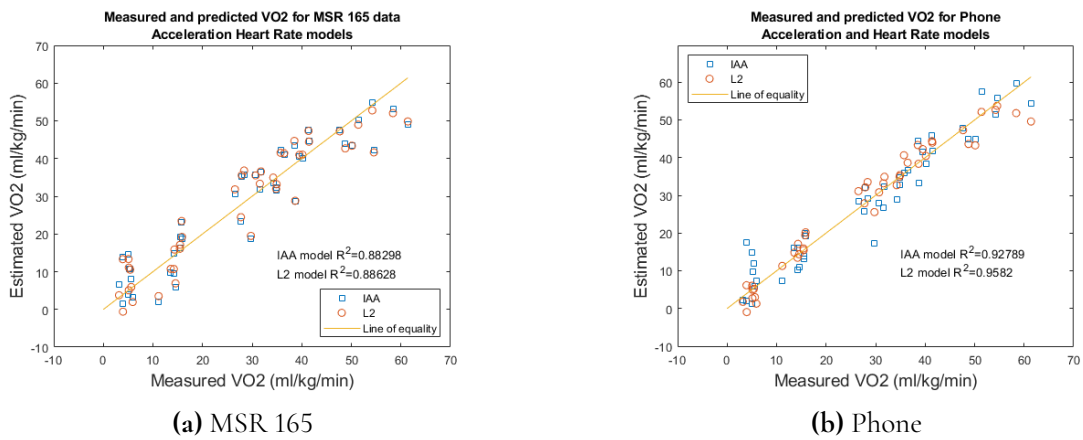 Measured and predicted VO2 for MSR 165 data
Acceleration Heart Rate models
70
60
50
40
30
20
10
0
-10
Estimated VO2 (ml/kg/min)
IAA model R²=0.88298
L2 model R²=0.88628
IAA
L2
Line of equality
-10 0 10 20 30 40 50 60 70
Measured VO2 (ml/kg/min)
(a) MSR 165
Measured and predicted VO2 for Phone
Acceleration and Heart Rate models
70
60
50
40
30
20
10
0
-10
Estimated VO2 (ml/kg/min)
IAA
L2
Line of equality
IAA model R²=0.92789
L2 model R²=0.9582
-10 0 10 20 30 40 50 60 70
Measured VO2 (ml/kg/min)
(b) Phone